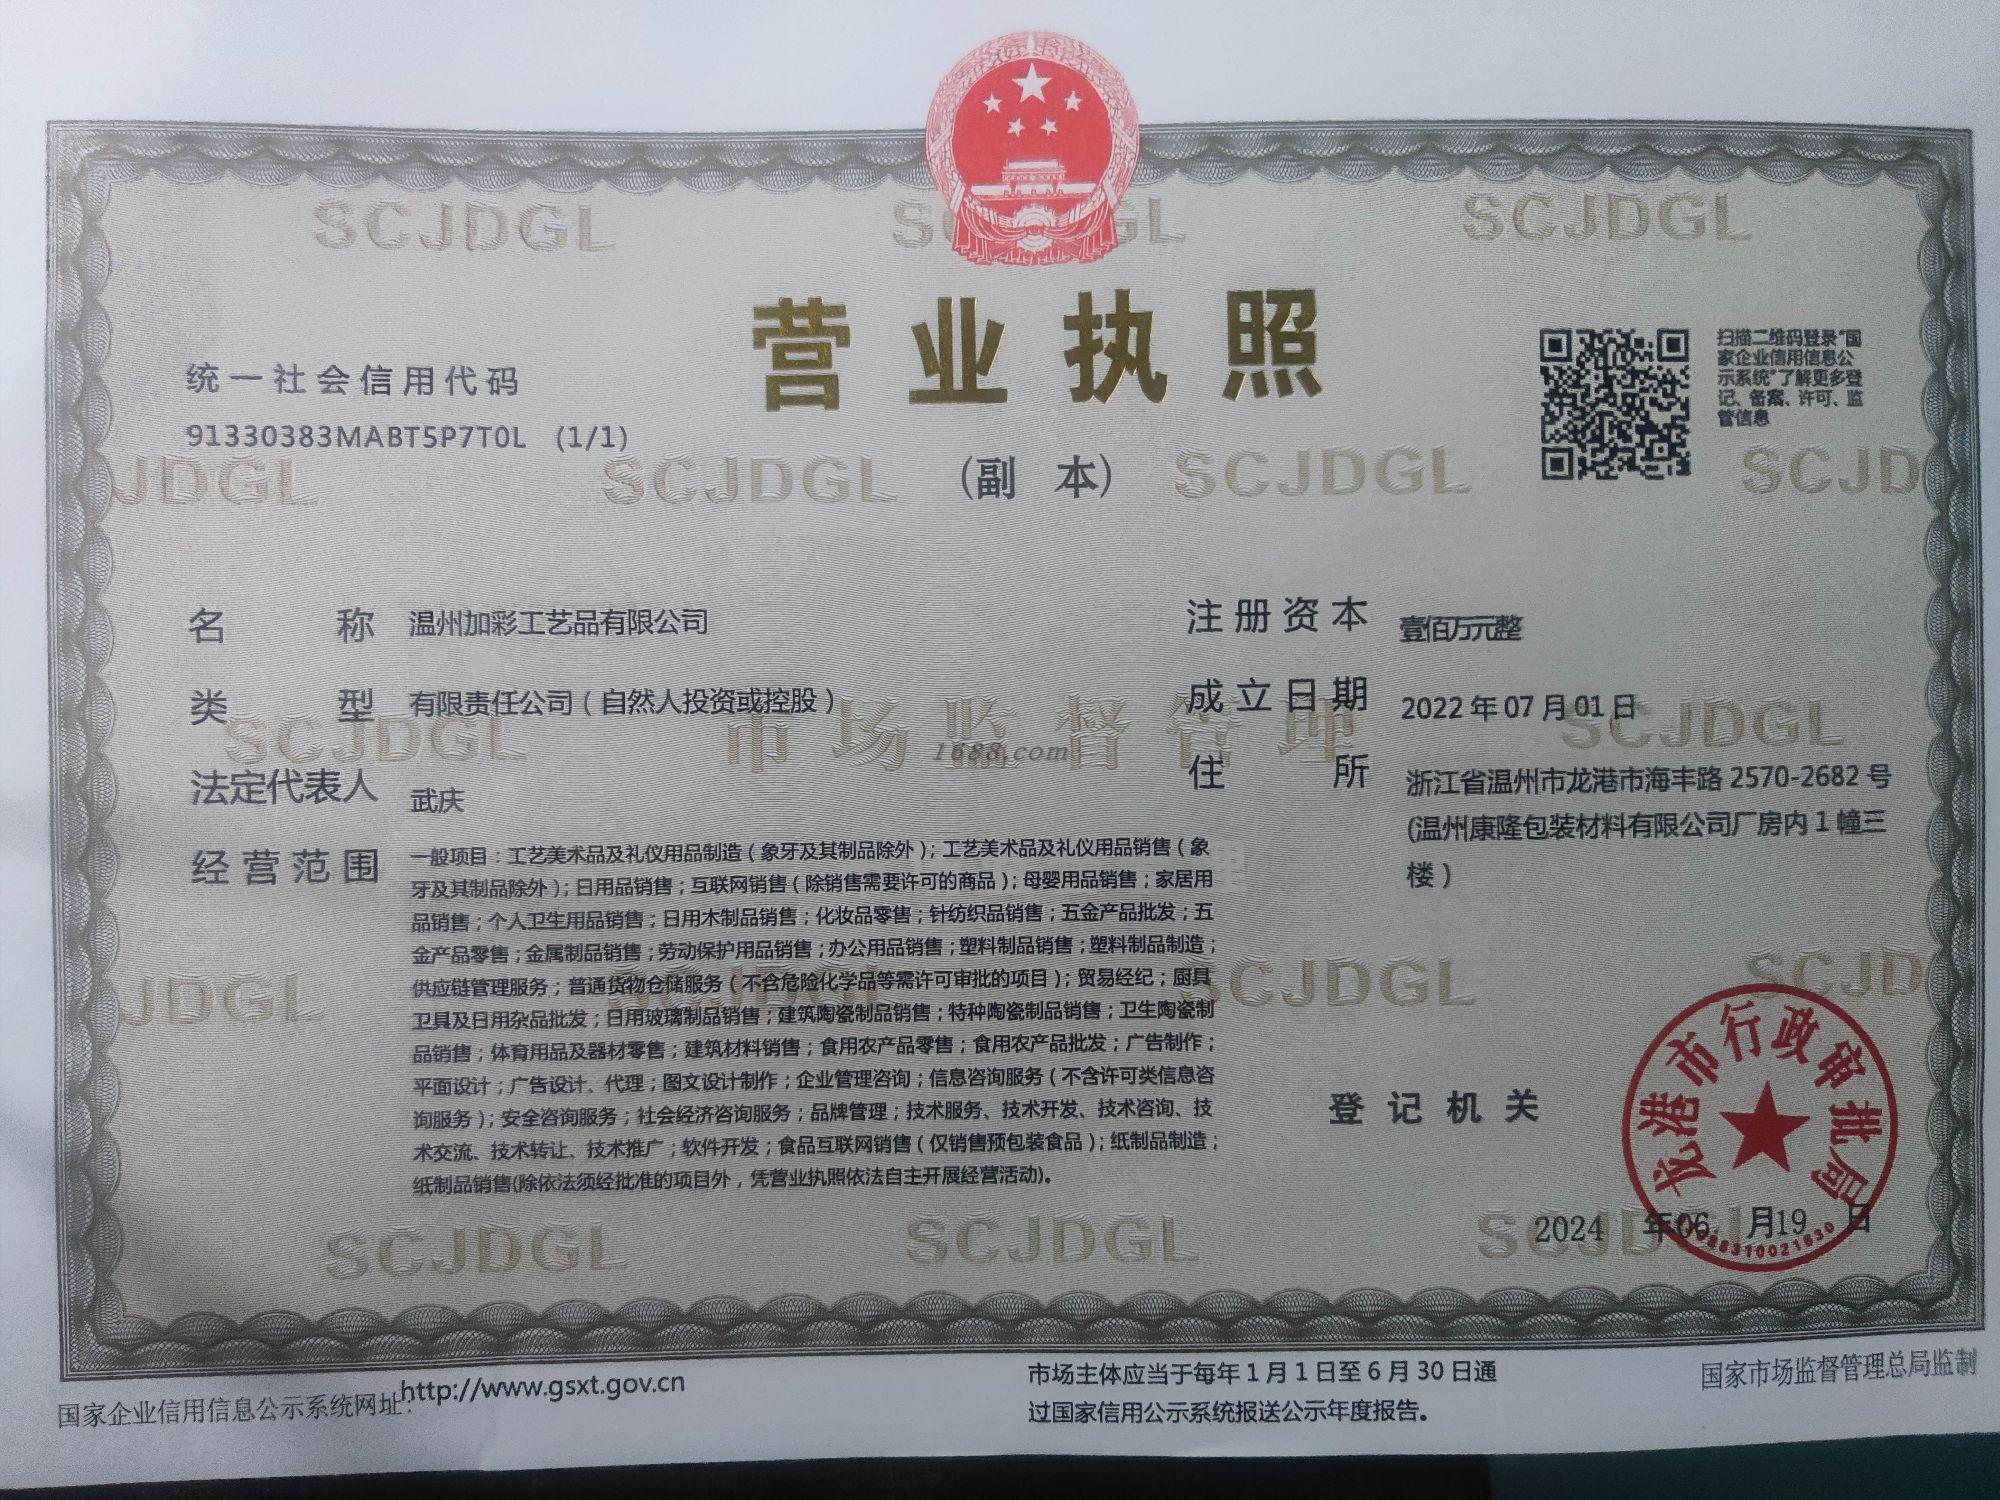 营业执照
(副 本)
统一社会信用代码
91330383MABT5P7T0L (1/1)
扫描二维码登录“国
家企业信用信息公
示系统”了解更多登
记、备案、许可、监
管信息
名 称 温州加彩工艺品有限公司
类 型 有限责任公司（自然人投资或控股）
法定代表人 武庆
经营范围 一般项目：工艺美术品及礼仪用品制造（象牙及其制品除外）；工艺美术品及礼仪用品销售（象
牙及其制品除外）；日用品销售；互联网销售（除销售需要许可的商品）；母婴用品销售；家居用
品销售；个人卫生用品销售；日用木制品销售；化妆品零售；针纺织品销售；五金产品批发；五
金产品零售；金属制品销售；劳动保护用品销售；办公用品销售；塑料制品销售；塑料制品制造；
供应链管理服务；普通货物仓储服务（不含危险化学品等需许可审批的项目）；贸易经纪；厨具
卫具及日用杂品批发；日用玻璃制品销售；建筑陶瓷制品销售；特种陶瓷制品销售；卫生陶瓷制
品销售；体育用品及器材零售；建筑材料销售；食用农产品零售；食用农产品批发；广告制作；
平面设计；广告设计、代理；图文设计制作；企业管理咨询；信息咨询服务（不含许可类信息咨
询服务）；安全咨询服务；社会经济咨询服务；品牌管理；技术服务、技术开发、技术咨询、技
术交流、技术转让、技术推广；软件开发；食品互联网销售（仅销售预包装食品）；纸制品制造；
纸制品销售(除依法须经批准的项目外，凭营业执照依法自主开展经营活动)。
注册资本 壹佰万元整
成立日期 2022年07月01日
住 所 浙江省温州市龙港市海丰路2570-2682号
(温州康隆包装材料有限公司厂房内1幢三
楼）
登记机关
龙港市行政审批局
2024 年06 月19 日
SCJDGL
SCJDGL
JDGL
SCJDGL
SCJDGL
SCJD
SCJDGL
市场监督管理
SCJDGL
1688.com
JDGL
SCJDGL
SCJD
SCJDGL
SCJDGL
国家企业信用信息公示系统网址：http://www.gsxt.gov.cn
市场主体应当于每年1月1日至6月30日通
过国家信用公示系统报送公示年度报告。
国家市场监督管理总局监制